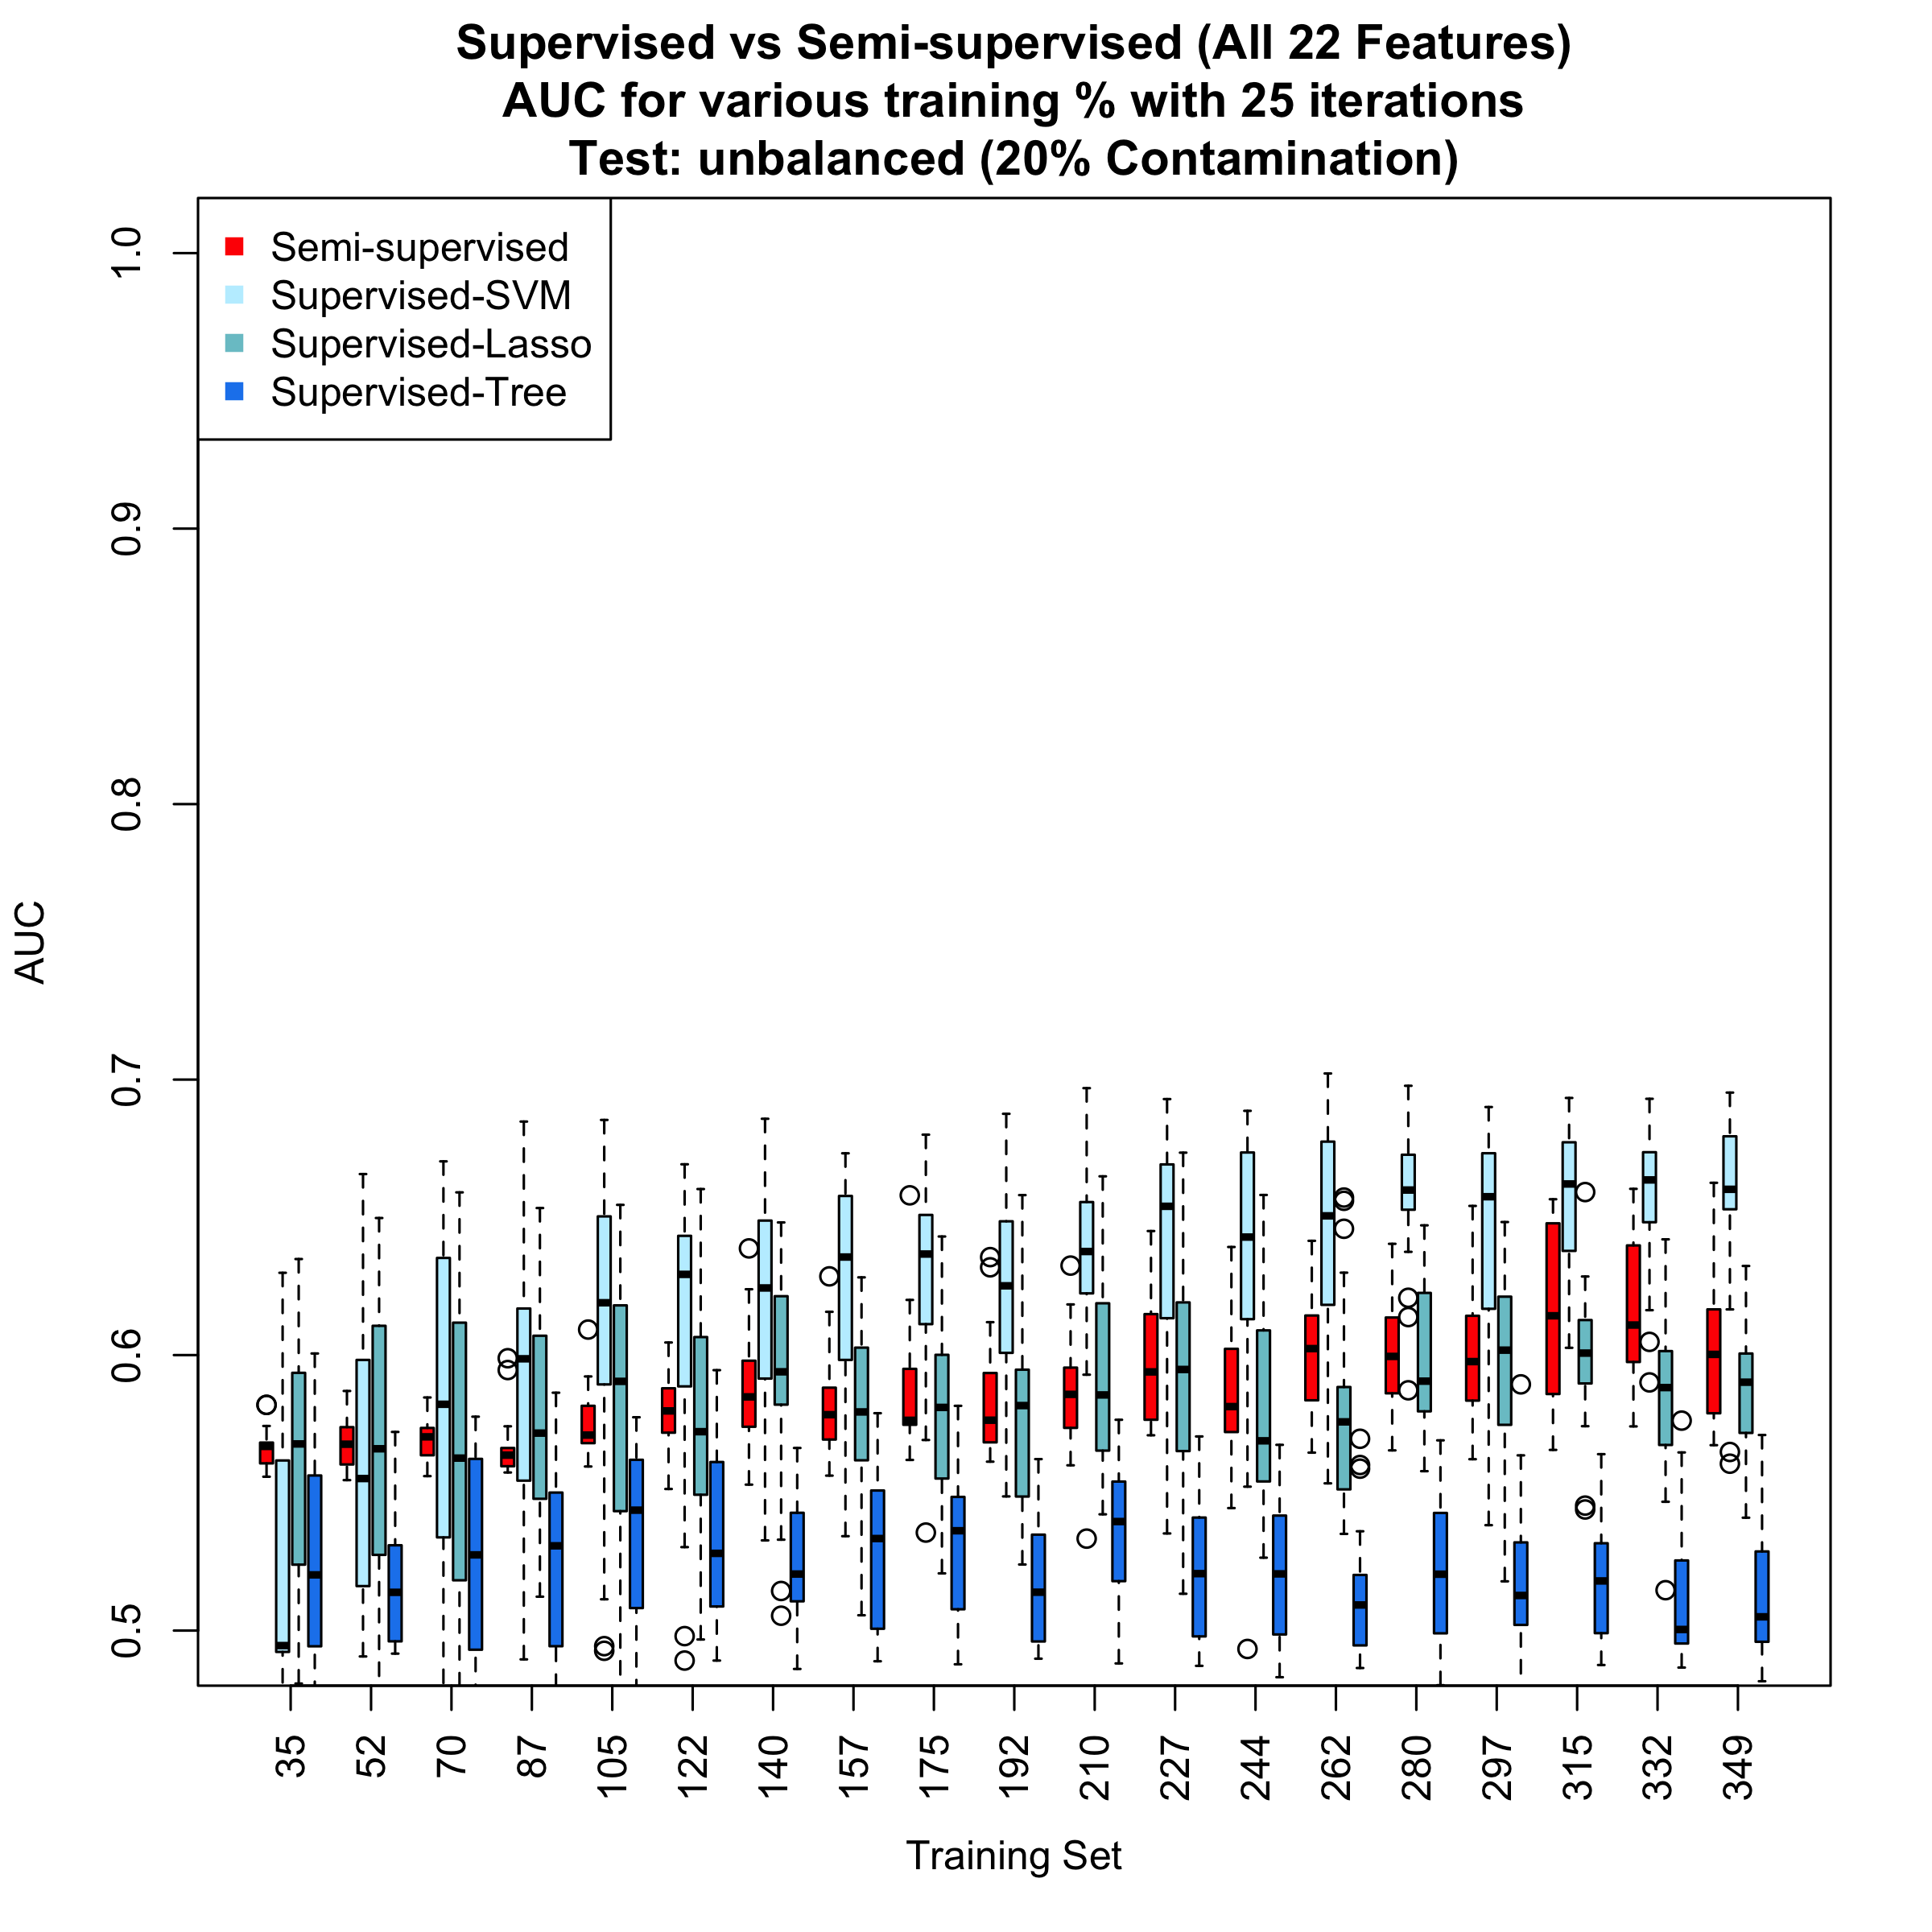 Supervised vs Semi-supervised (All 22 Features)
AUC for various training % with 25 iterations
Test: unbalanced (20% Contamination)
Semi-supervised
Supervised-SVM
Supervised-Lasso
Supervised-Tree
1.0
0.9
0.8
0.7
0.6
0.5
AUC
35 52 70 87 105 122 140 157 175 192 210 227 244 262 280 297 315 332 349
Training Set